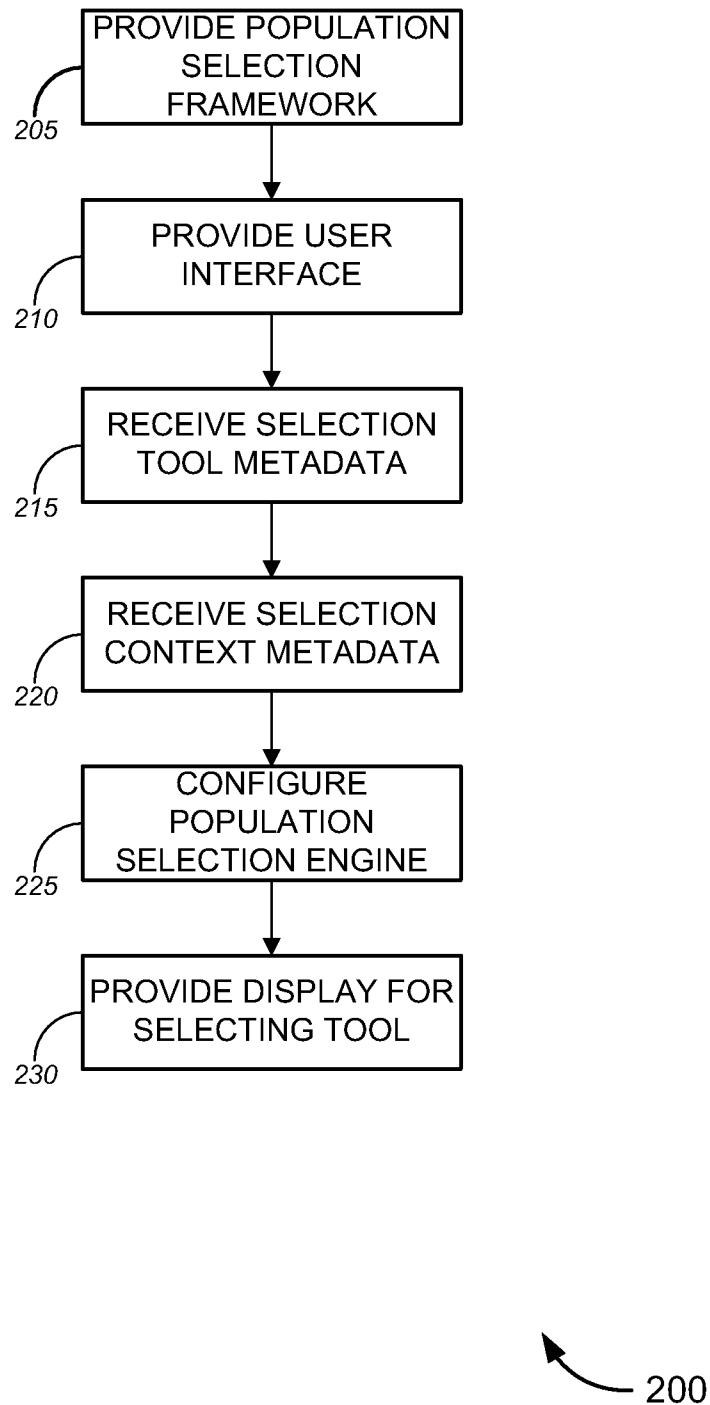 PROVIDE POPULATION
SELECTION
FRAMEWORK
205
PROVIDE USER
INTERFACE
210
RECEIVE SELECTION
TOOL METADATA
215
RECEIVE SELECTION
CONTEXT METADATA
220
CONFIGURE
POPULATION
SELECTION ENGINE
225
PROVIDE DISPLAY FOR
SELECTING TOOL
230
200